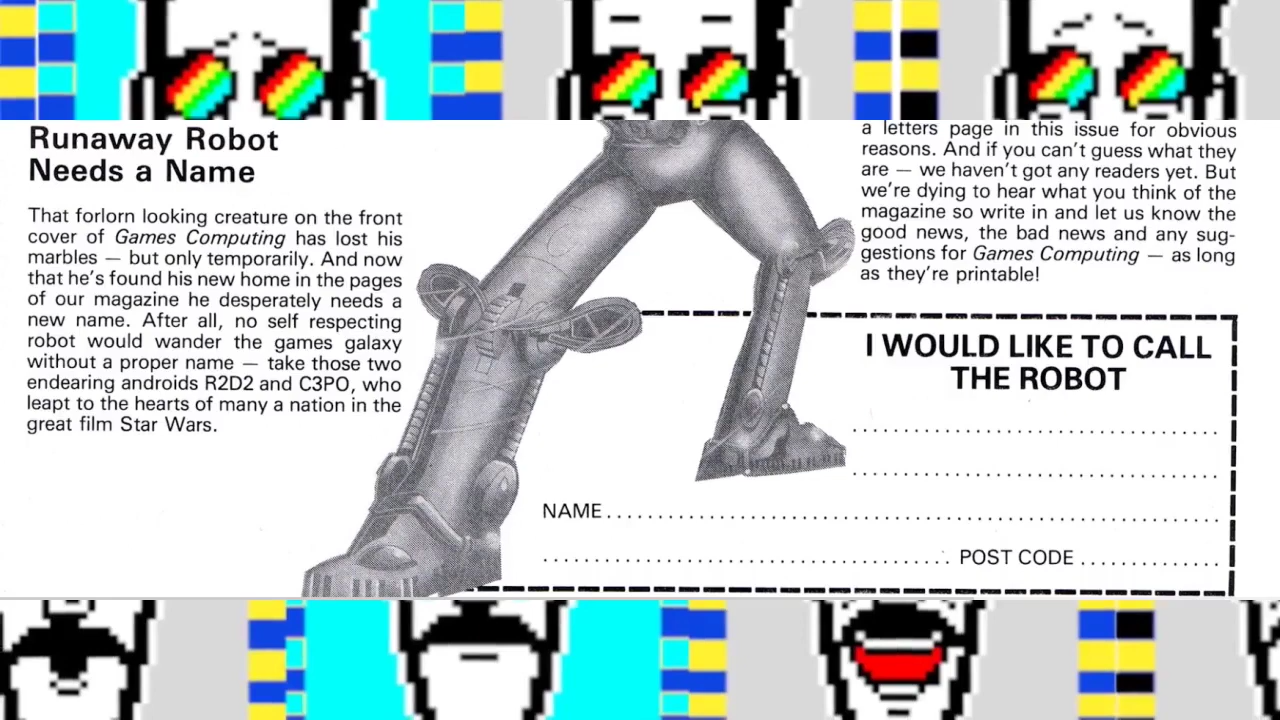 Runaway Robot
Needs a Name
That forlorn looking creature on the front
cover of Games Computing has lost his
marbles — but only temporarily. And now
that he's found his new home in the pages
of our magazine he desperately needs a
new name. After all, no self respecting
robot would wander the games galaxy
without a proper name — take those two
endearing androids R2D2 and C3PO, who
leapt to the hearts of many a nation in the
great film Star Wars.
a letters page in this issue for obvious
reasons. And if you can't guess what they
are — we haven't got any readers yet. But
we're dying to hear what you think of the
magazine so write in and let us know the
good news, the bad news and any sug-
gestions for Games Computing — as long
as they're printable!
I WOULD LIKE TO CALL
THE ROBOT
NAME
POST CODE